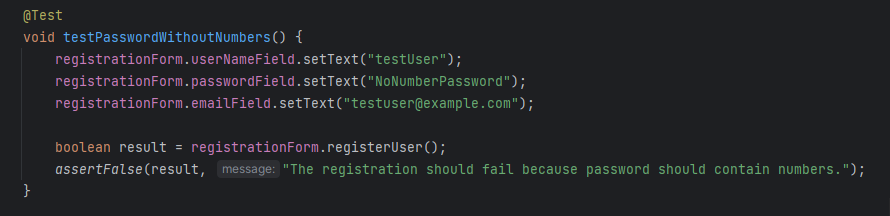 @Test
void testPasswordWithoutNumbers() {
    registrationForm.userNameField.setText("testUser");
    registrationForm.passwordField.setText("NoNumberPassword");
    registrationForm.emailField.setText("testuser@example.com");

    boolean result = registrationForm.registerUser();
    assertFalse(result, message: "The registration should fail because password should contain numbers.");
}